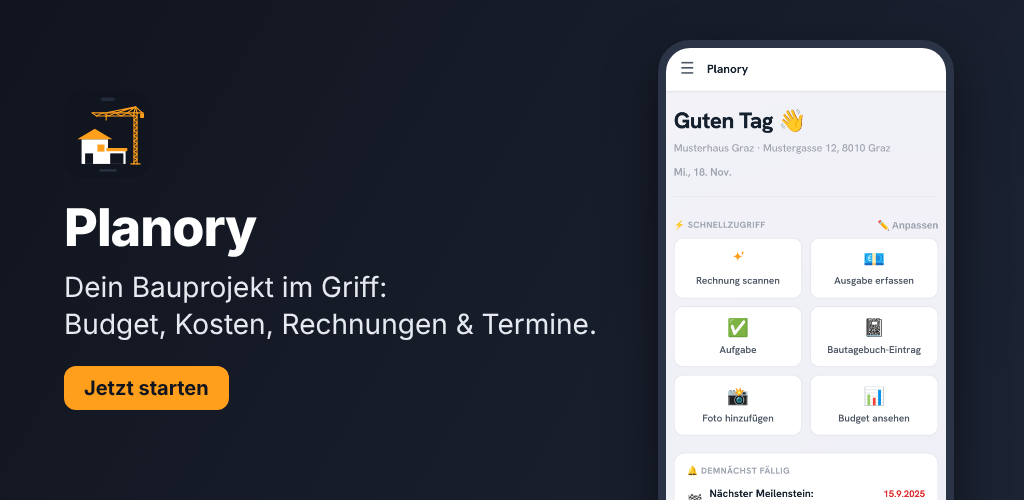 Planory
Dein Bauprojekt im Griff:
Budget, Kosten, Rechnungen & Termine.
Jetzt starten
☰ Planory
Guten Tag 👋
Musterhaus Graz · Mustergasse 12, 8010 Graz
Mi., 18. Nov.
⚡ SCHNELLZUGRIFF ✏️ Anpassen
Rechnung scannen
Ausgabe erfassen
Aufgabe
Bautagebuch-Eintrag
Foto hinzufügen
Budget ansehen
🔔 DEMNÄCHST FÄLLIG
Nächster Meilenstein: 15.9.2025